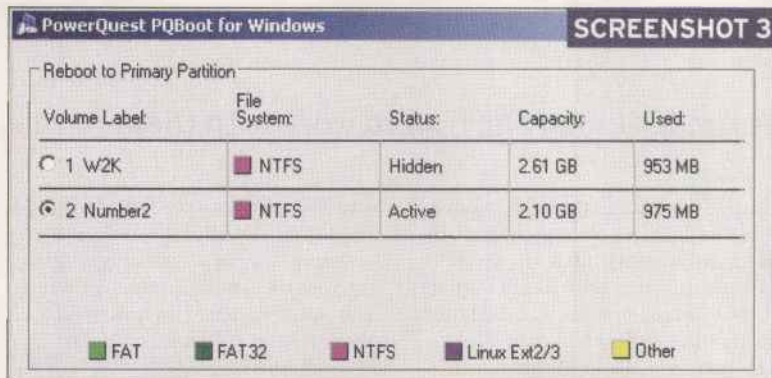 PowerQuest PQBoot for Windows
SCREENSHOT 3
Reboot to Primary Partition
Volume Label: File System: Status: Capacity: Used:
1 W2K NTFS Hidden 2.61 GB 953 MB
2 Number2 NTFS Active 2.10 GB 975 MB
FAT FAT32 NTFS Linux Ext2/3 Other